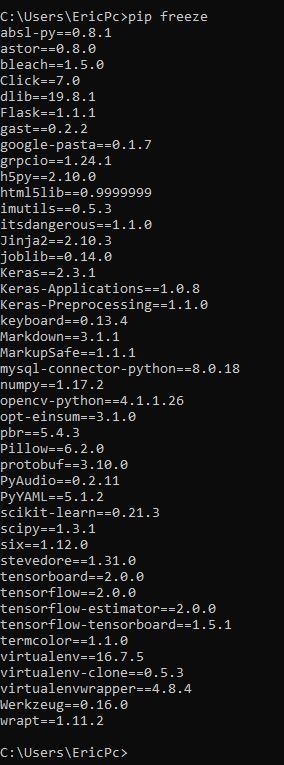 C:\Users\EricPc>pip freeze
absl-py==0.8.1
astor==0.8.0
bleach==1.5.0
Click==7.0
dlib==19.8.1
Flask==1.1.1
gast==0.2.2
google-pasta==0.1.7
grpcio==1.24.1
h5py==2.10.0
html5lib==0.9999999
imutils==0.5.3
itsdangerous==1.1.0
Jinja2==2.10.3
joblib==0.14.0
Keras==2.3.1
Keras-Applications==1.0.8
Keras-Preprocessing==1.1.0
keyboard==0.13.4
Markdown==3.1.1
MarkupSafe==1.1.1
mysql-connector-python==8.0.18
numpy==1.17.2
opencv-python==4.1.1.26
opt-einsum==3.1.0
pbr==5.4.3
Pillow==6.2.0
protobuf==3.10.0
PyAudio==0.2.11
PyYAML==5.1.2
scikit-learn==0.21.3
scipy==1.3.1
six==1.12.0
stevedore==1.31.0
tensorboard==2.0.0
tensorflow==2.0.0
tensorflow-estimator==2.0.0
tensorflow-tensorboard==1.5.1
termcolor==1.1.0
virtualenv==16.7.5
virtualenv-clone==0.5.3
virtualenvwrapper==4.8.4
Werkzeug==0.16.0
wrapt==1.11.2
C:\Users\EricPc>